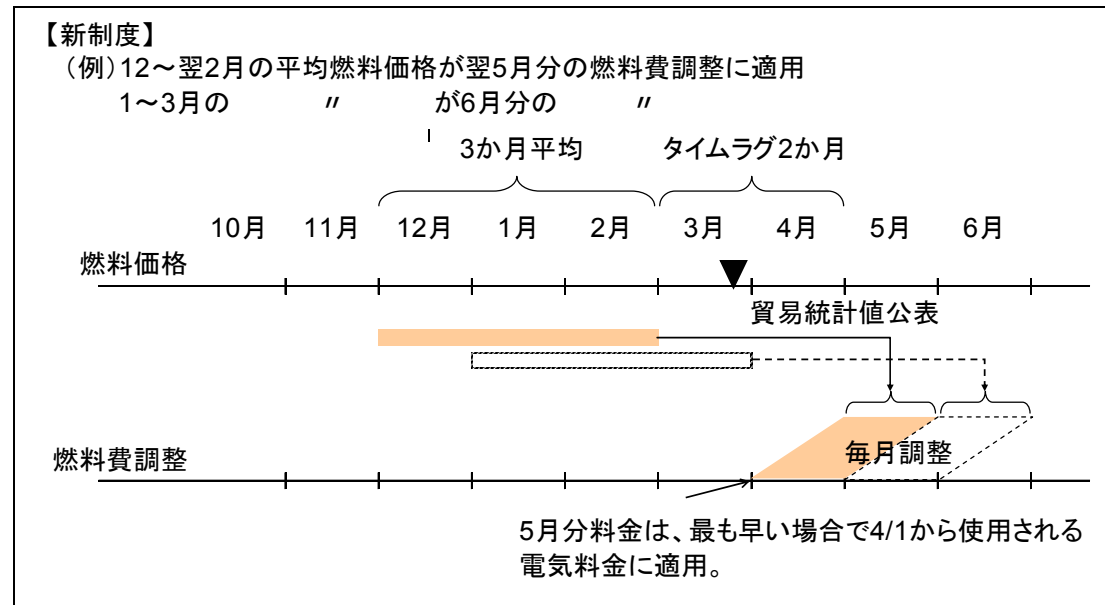 【新制度】
（例）12～翌2月の平均燃料価格が翌5月分の燃料費調整に適用
1～3月の 〃 が6月分の 〃
3か月平均 タイムラグ2か月
10月 11月 12月 1月 2月 3月 4月 5月 6月
燃料価格
貿易統計値公表
毎月調整
燃料費調整
5月分料金は、最も早い場合で4/1から使用される
電気料金に適用。